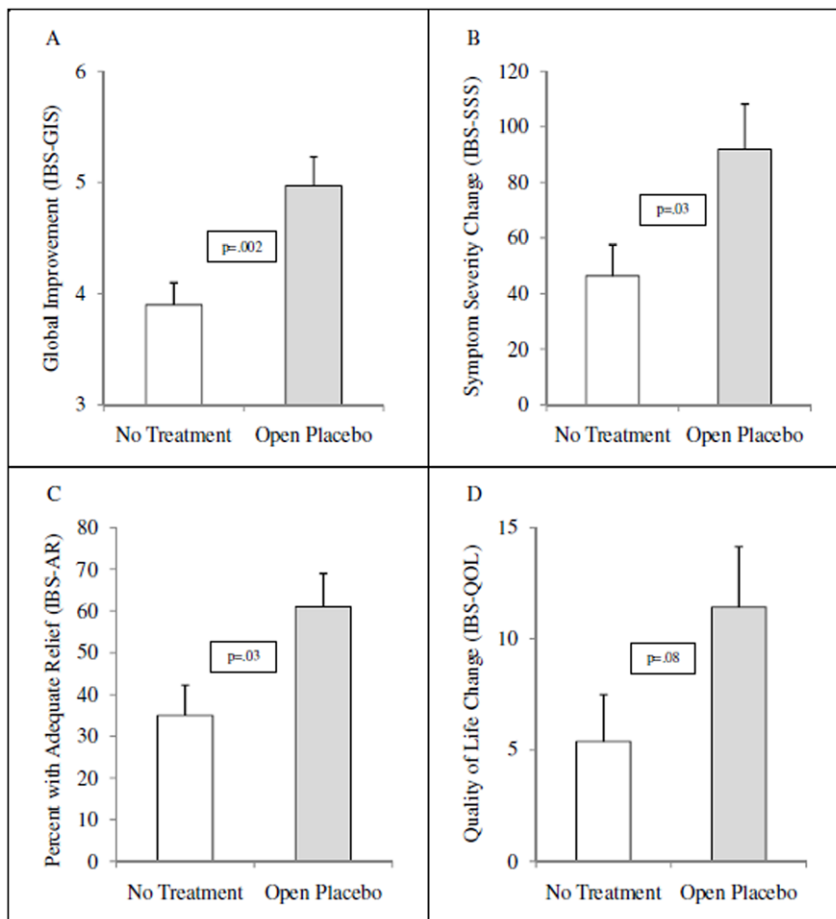 A
Global Improvement (IBS-GIS)
6
5
4
3
p=.002
No Treatment Open Placebo
B
Symptom Severity Change (IBS-SSS)
120
100
80
60
40
20
0
p=.03
No Treatment Open Placebo
C
Percent with Adequate Relief (IBS-AR)
80
70
60
50
40
30
20
10
0
p=.03
No Treatment Open Placebo
D
Quality of Life Change (IBS-QOL)
15
10
5
0
p=.08
No Treatment Open Placebo